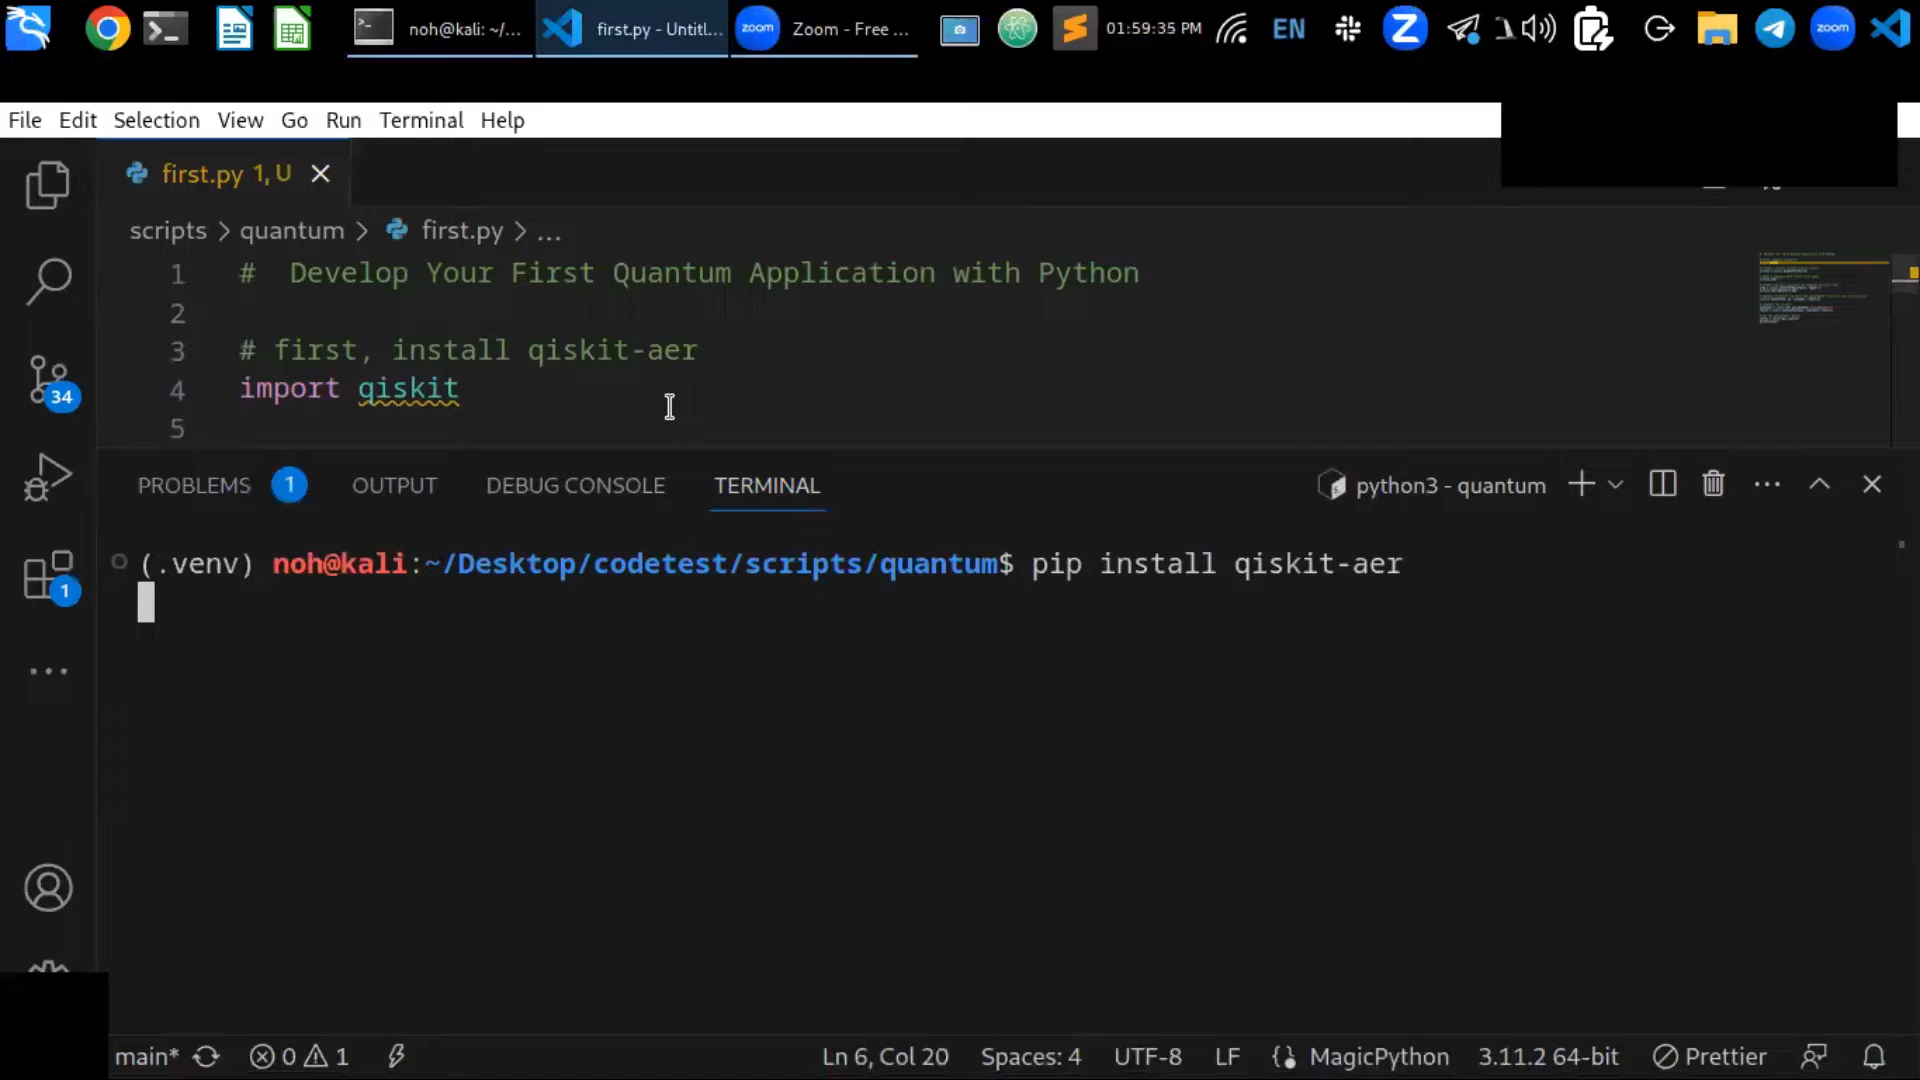 noh@kali: ~/...
first.py - Untitl...
zoom
Zoom - Free ...
01:59:35 PM
EN
Z
zoom
File Edit Selection View Go Run Terminal Help
first.py 1, U
scripts > quantum > first.py > ...
1 # Develop Your First Quantum Application with Python
2
3 # first, install qiskit-aer
4 import qiskit
5
34
1
PROBLEMS 1 OUTPUT DEBUG CONSOLE TERMINAL
python3 - quantum
(.venv) noh@kali:~/Desktop/codetest/scripts/quantum$ pip install qiskit-aer
main* 0 1
Ln 6, Col 20 Spaces: 4 UTF-8 LF MagicPython 3.11.2 64-bit Prettier